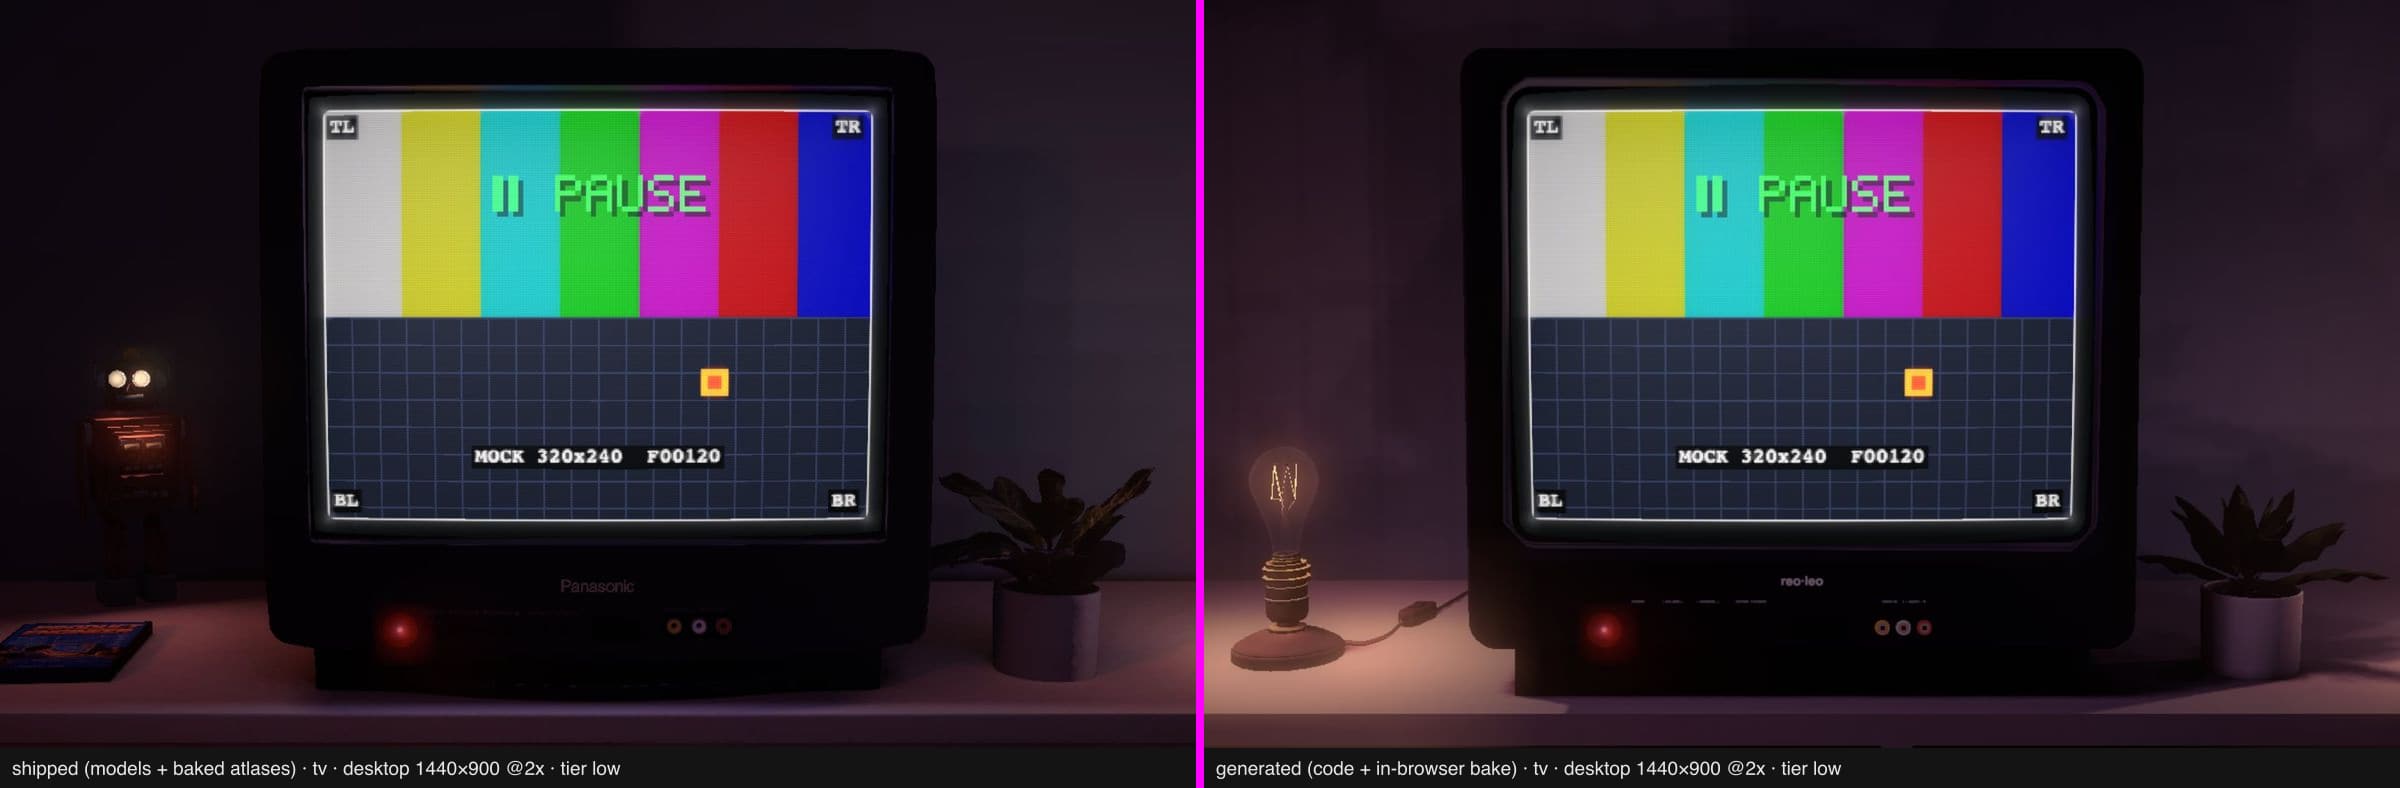 TL
TR
II PAUSE
MOCK 320x240 F00120
BL
BR
Panasonic
shipped (models + baked atlases) · tv · desktop 1440×900 @2x · tier low
TL
TR
II PAUSE
MOCK 320x240 F00120
BL
BR
reo·leo
generated (code + in-browser bake) · tv · desktop 1440×900 @2x · tier low